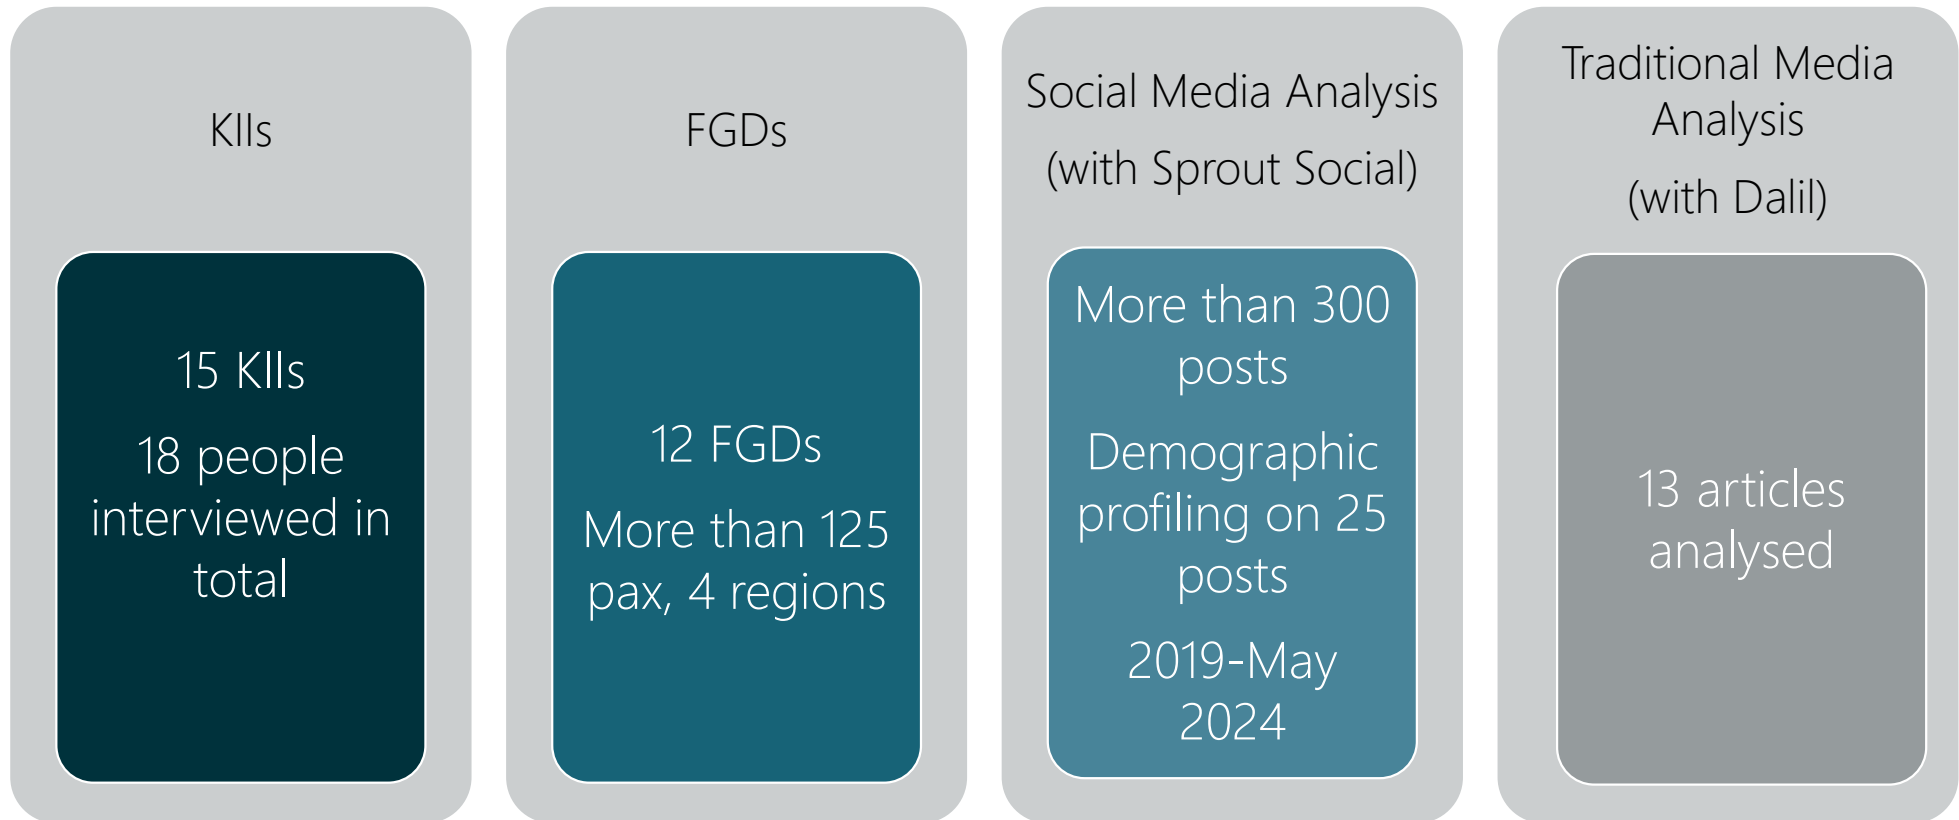 KIIs
15 KIIs
18 people
interviewed in
total
FGDs
12 FGDs
More than 125
pax, 4 regions
Social Media Analysis
(with Sprout Social)
More than 300
posts
Demographic
profiling on 25
posts
2019-May
2024
Traditional Media
Analysis
(with Dalil)
13 articles
analysed